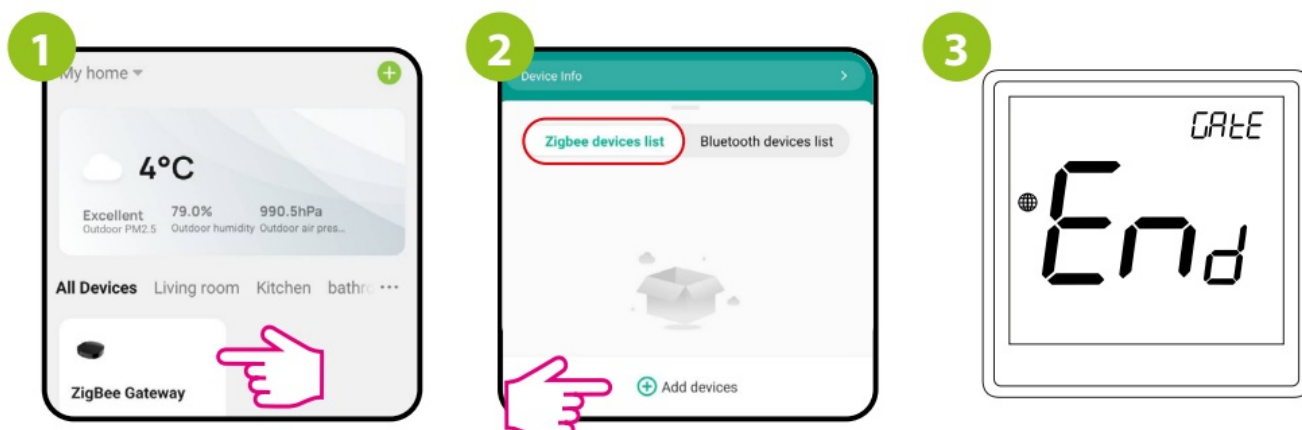 1
My home
4°C
Excellent
Outdoor PM2.5
79.0%
Outdoor humidity
990.5hPa
Outdoor air pres...
All Devices Living room Kitchen bathro ...
ZigBee Gateway
2
Device Info
Zigbee devices list Bluetooth devices list
Add devices
3
GATE
End